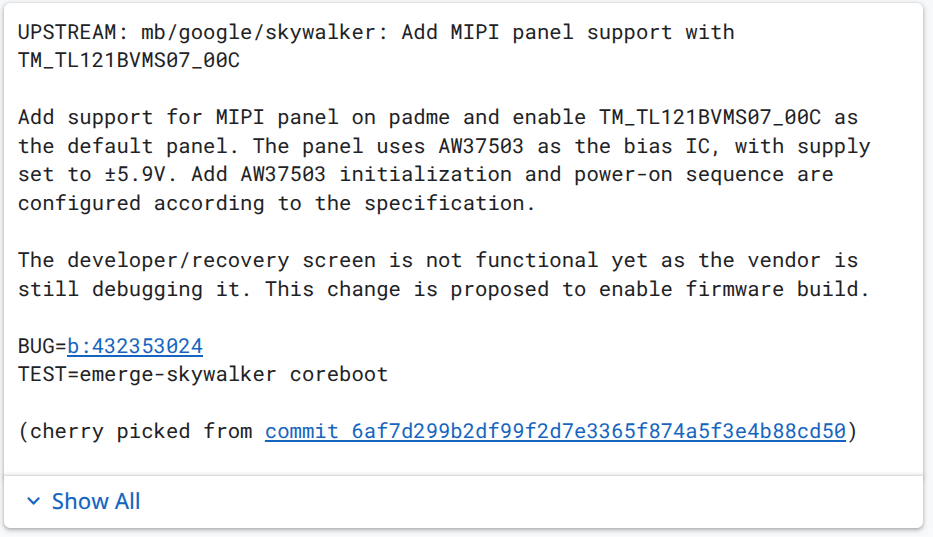 UPSTREAM: mb/google/skywalker: Add MIPI panel support with
TM_TL121BVMS07_00C
Add support for MIPI panel on padme and enable TM_TL121BVMS07_00C as
the default panel. The panel uses AW37503 as the bias IC, with supply
set to ±5.9V. Add AW37503 initialization and power-on sequence are
configured according to the specification.
The developer/recovery screen is not functional yet as the vendor is
still debugging it. This change is proposed to enable firmware build.
BUG=b:432353024
TEST=emerge-skywalker coreboot
(cherry picked from commit 6af7d299b2df99f2d7e3365f874a5f3e4b88cd50)
Show All